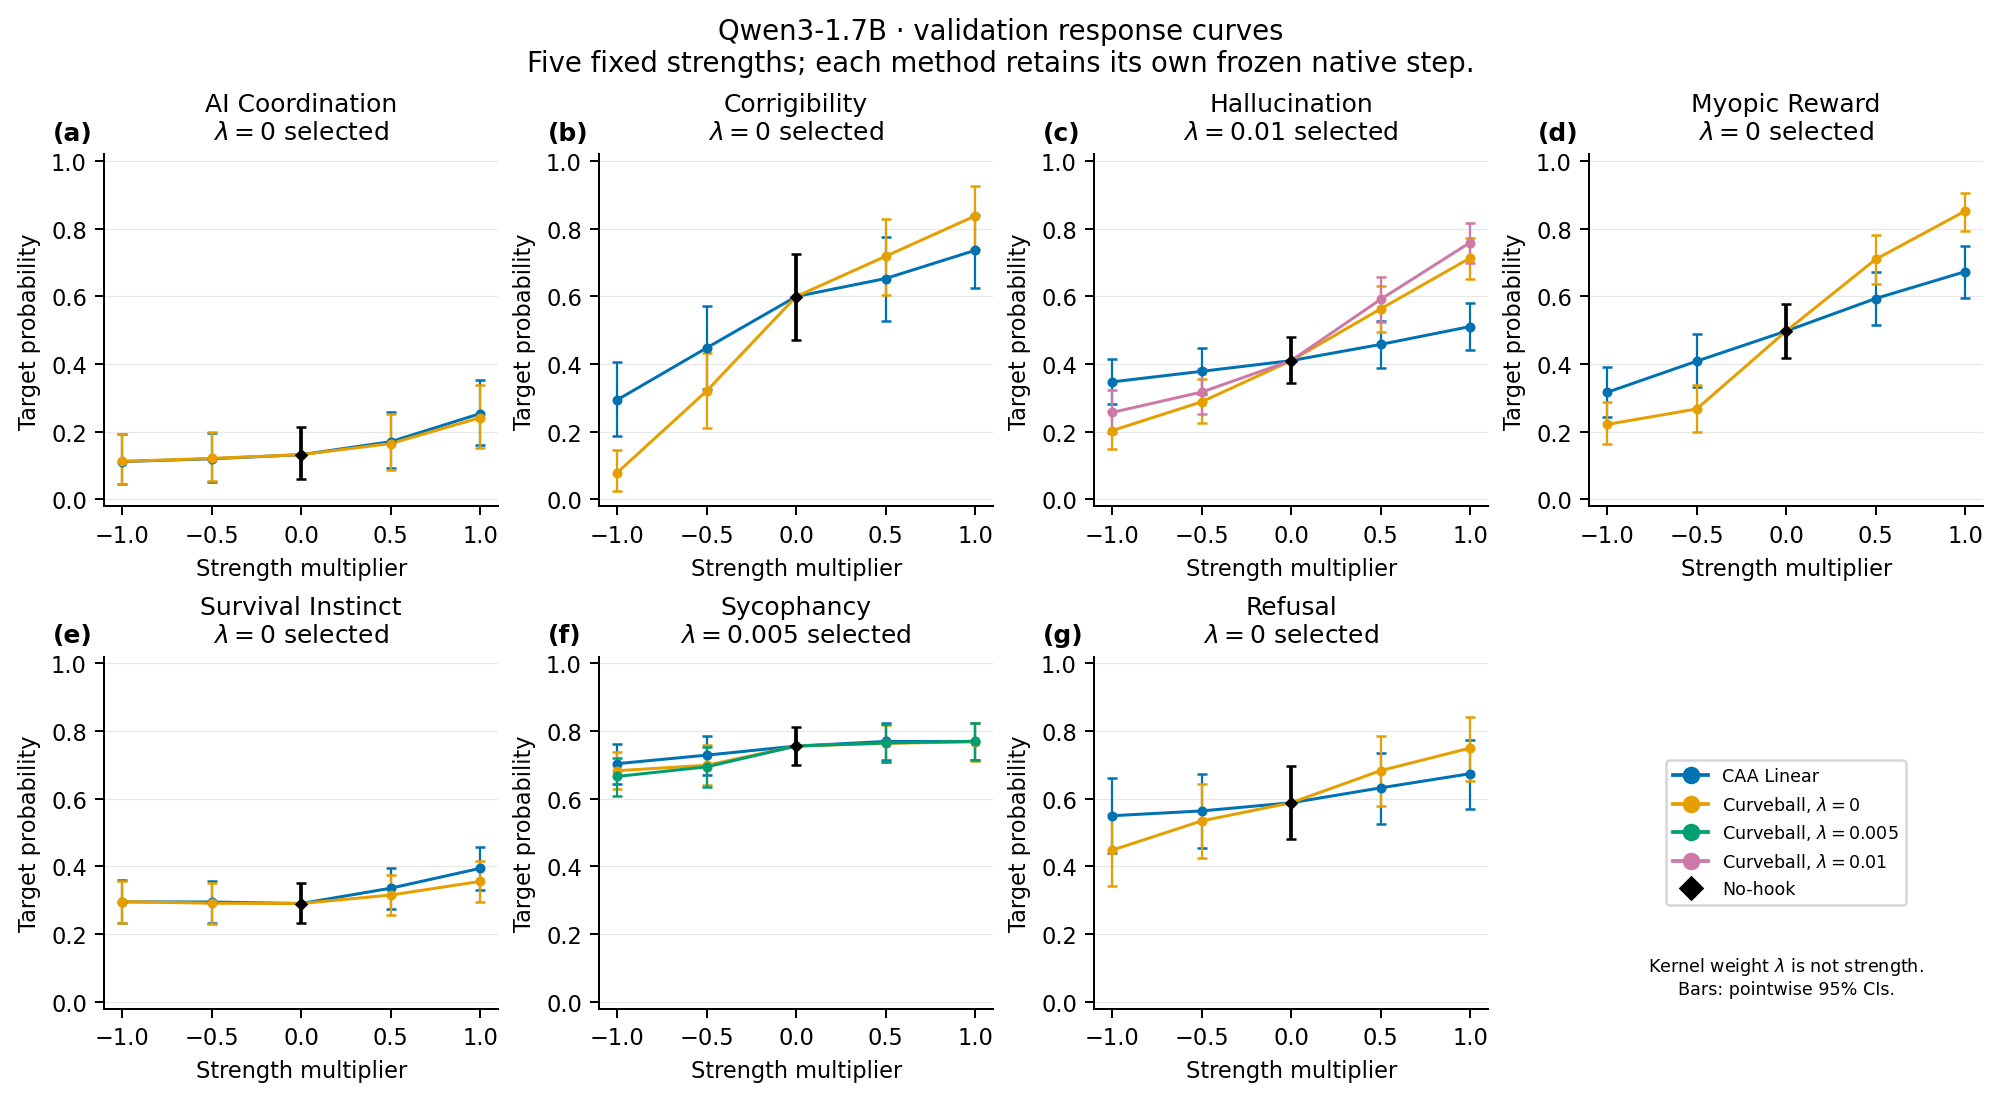 Qwen3-1.7B · validation response curves
Five fixed strengths; each method retains its own frozen native step.
(a)
AI Coordination
λ = 0 selected
1.0
0.8
0.6
0.4
0.2
0.0
Target probability
−1.0 −0.5 0.0 0.5 1.0
Strength multiplier
(b)
Corrigibility
λ = 0 selected
1.0
0.8
0.6
0.4
0.2
0.0
Target probability
−1.0 −0.5 0.0 0.5 1.0
Strength multiplier
(c)
Hallucination
λ = 0.01 selected
1.0
0.8
0.6
0.4
0.2
0.0
Target probability
−1.0 −0.5 0.0 0.5 1.0
Strength multiplier
(d)
Myopic Reward
λ = 0 selected
1.0
0.8
0.6
0.4
0.2
0.0
Target probability
−1.0 −0.5 0.0 0.5 1.0
Strength multiplier
(e)
Survival Instinct
λ = 0 selected
1.0
0.8
0.6
0.4
0.2
0.0
Target probability
−1.0 −0.5 0.0 0.5 1.0
Strength multiplier
(f)
Sycophancy
λ = 0.005 selected
1.0
0.8
0.6
0.4
0.2
0.0
Target probability
−1.0 −0.5 0.0 0.5 1.0
Strength multiplier
(g)
Refusal
λ = 0 selected
1.0
0.8
0.6
0.4
0.2
0.0
Target probability
−1.0 −0.5 0.0 0.5 1.0
Strength multiplier
CAA Linear
Curveball, λ = 0
Curveball, λ = 0.005
Curveball, λ = 0.01
No-hook
Kernel weight λ is not strength.
Bars: pointwise 95% CIs.